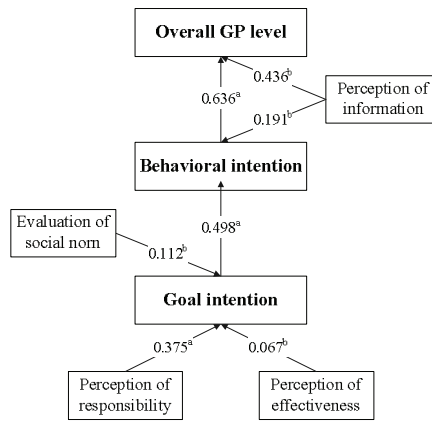 Overall GP level
0.436b
Perception of
information
0.636a
0.191b
Behavioral intention
Evaluation of
social norn
0.498a
0.112b
Goal intention
0.375a
0.067b
Perception of
responsibility
Perception of
effectiveness